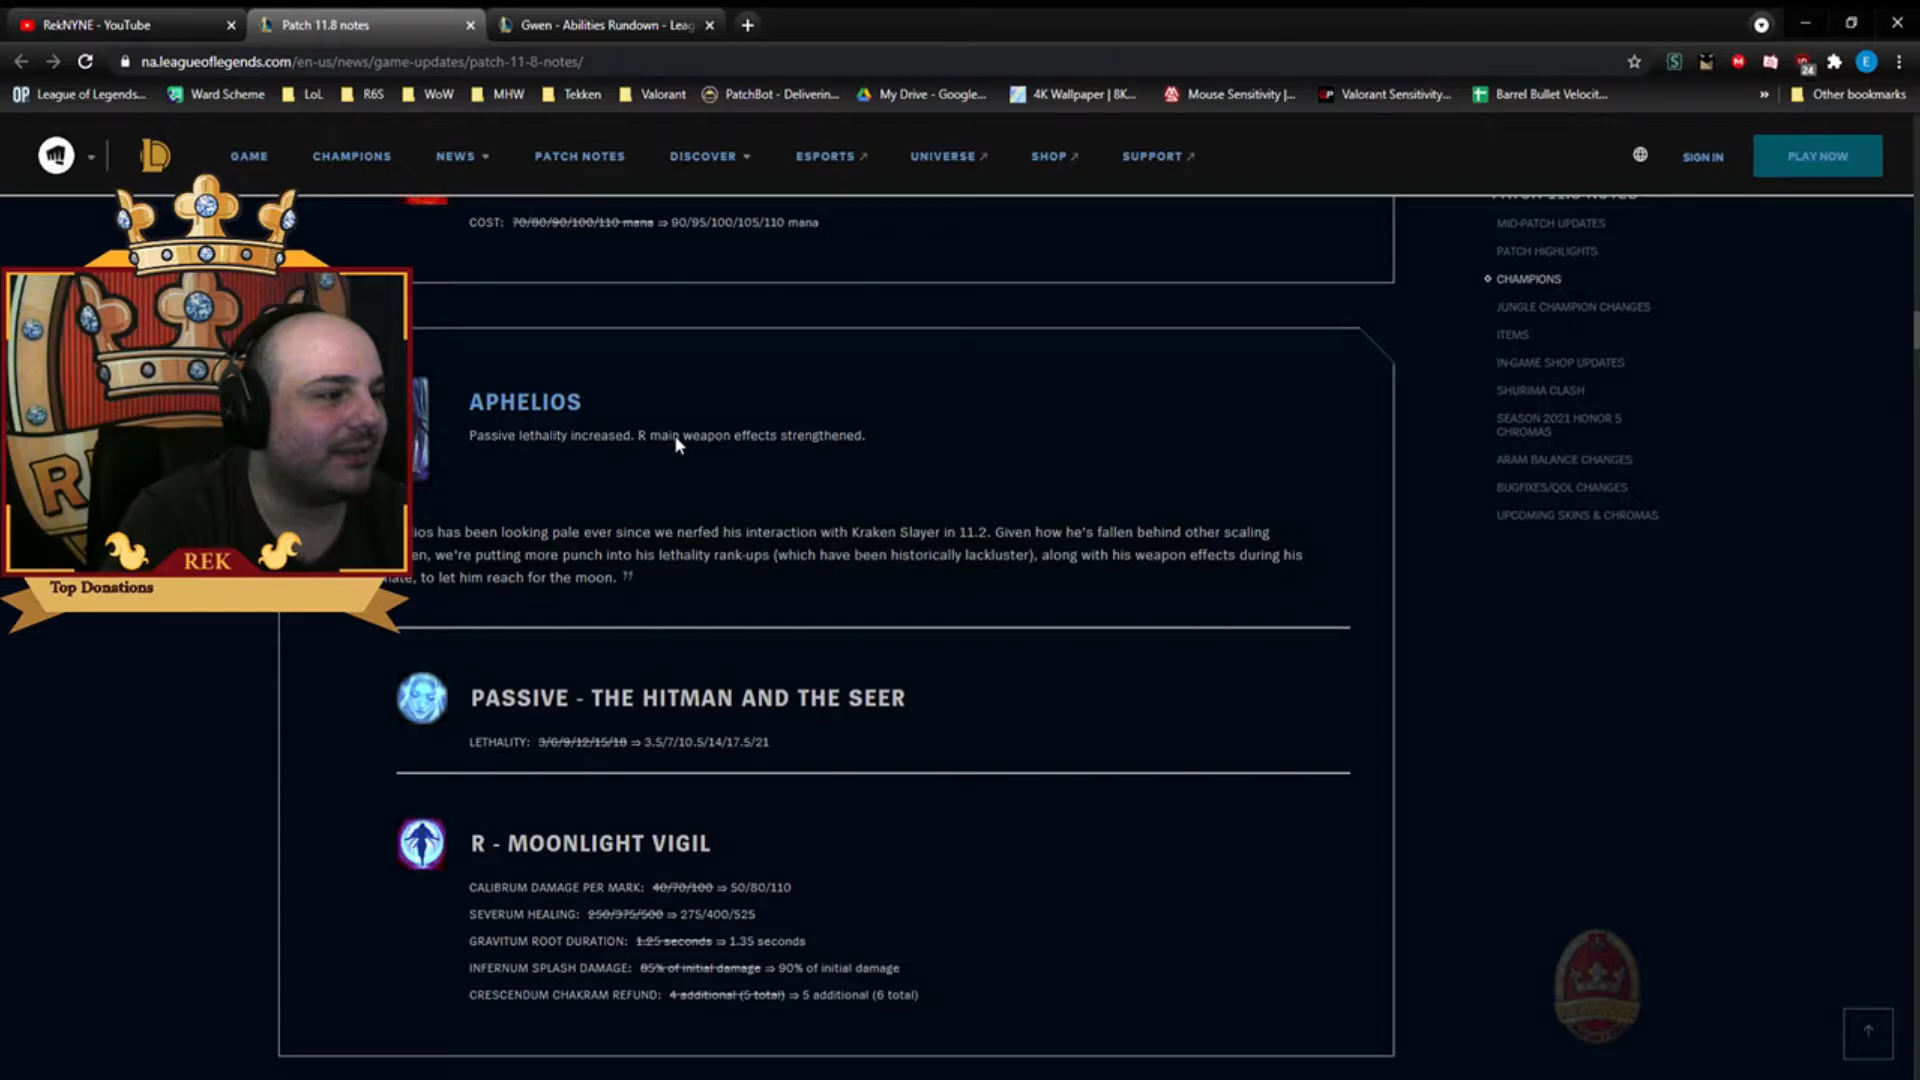 RekNYNE - YouTube
Patch 11.8 notes
Gwen - Abilities Rundown - Leag
na.leagueoflegends.com/en-us/news/game-updates/patch-11-8-notes/
24
E
OP League of Legends...
Ward Scheme
LoL
R6S
WoW
MHW
Tekken
Valorant
PatchBot - Deliverin...
My Drive - Google...
4K Wallpaper | 8K...
Mouse Sensitivity |...
Valorant Sensitivity...
Barrel Bullet Velocit...
»
Other bookmarks
GAME
CHAMPIONS
NEWS
PATCH NOTES
DISCOVER
ESPORTS
UNIVERSE
SHOP
SUPPORT
SIGN IN
PLAY NOW
COST: 70/80/90/100/110 mana ⇒ 90/95/100/105/110 mana
APHELIOS
Passive lethality increased. R main weapon effects strengthened.
ios has been looking pale ever since we nerfed his interaction with Kraken Slayer in 11.2. Given how he's fallen behind other scaling
en, we're putting more punch into his lethality rank-ups (which have been historically lackluster), along with his weapon effects during his
to let him reach for the moon. ”
PASSIVE - THE HITMAN AND THE SEER
LETHALITY: 3/6/9/12/15/18 ⇒ 3.5/7/10.5/14/17.5/21
R - MOONLIGHT VIGIL
CALIBRUM DAMAGE PER MARK: 40/70/100 ⇒ 50/80/110
SEVERUM HEALING: 250/375/500 ⇒ 275/400/525
GRAVITUM ROOT DURATION: 1.25 seconds ⇒ 1.35 seconds
INFERNUM SPLASH DAMAGE: 85% of initial damage ⇒ 90% of initial damage
CRESCENDUM CHAKRAM REFUND: 4 additional (5 total) ⇒ 5 additional (6 total)
PATCH 11.8 NOTES
MID-PATCH UPDATES
PATCH HIGHLIGHTS
CHAMPIONS
JUNGLE CHAMPION CHANGES
ITEMS
IN-GAME SHOP UPDATES
SHURIMA CLASH
SEASON 2021 HONOR 5
CHROMAS
ARAM BALANCE CHANGES
BUGFIXES/QOL CHANGES
UPCOMING SKINS & CHROMAS
R
REK
Top Donations